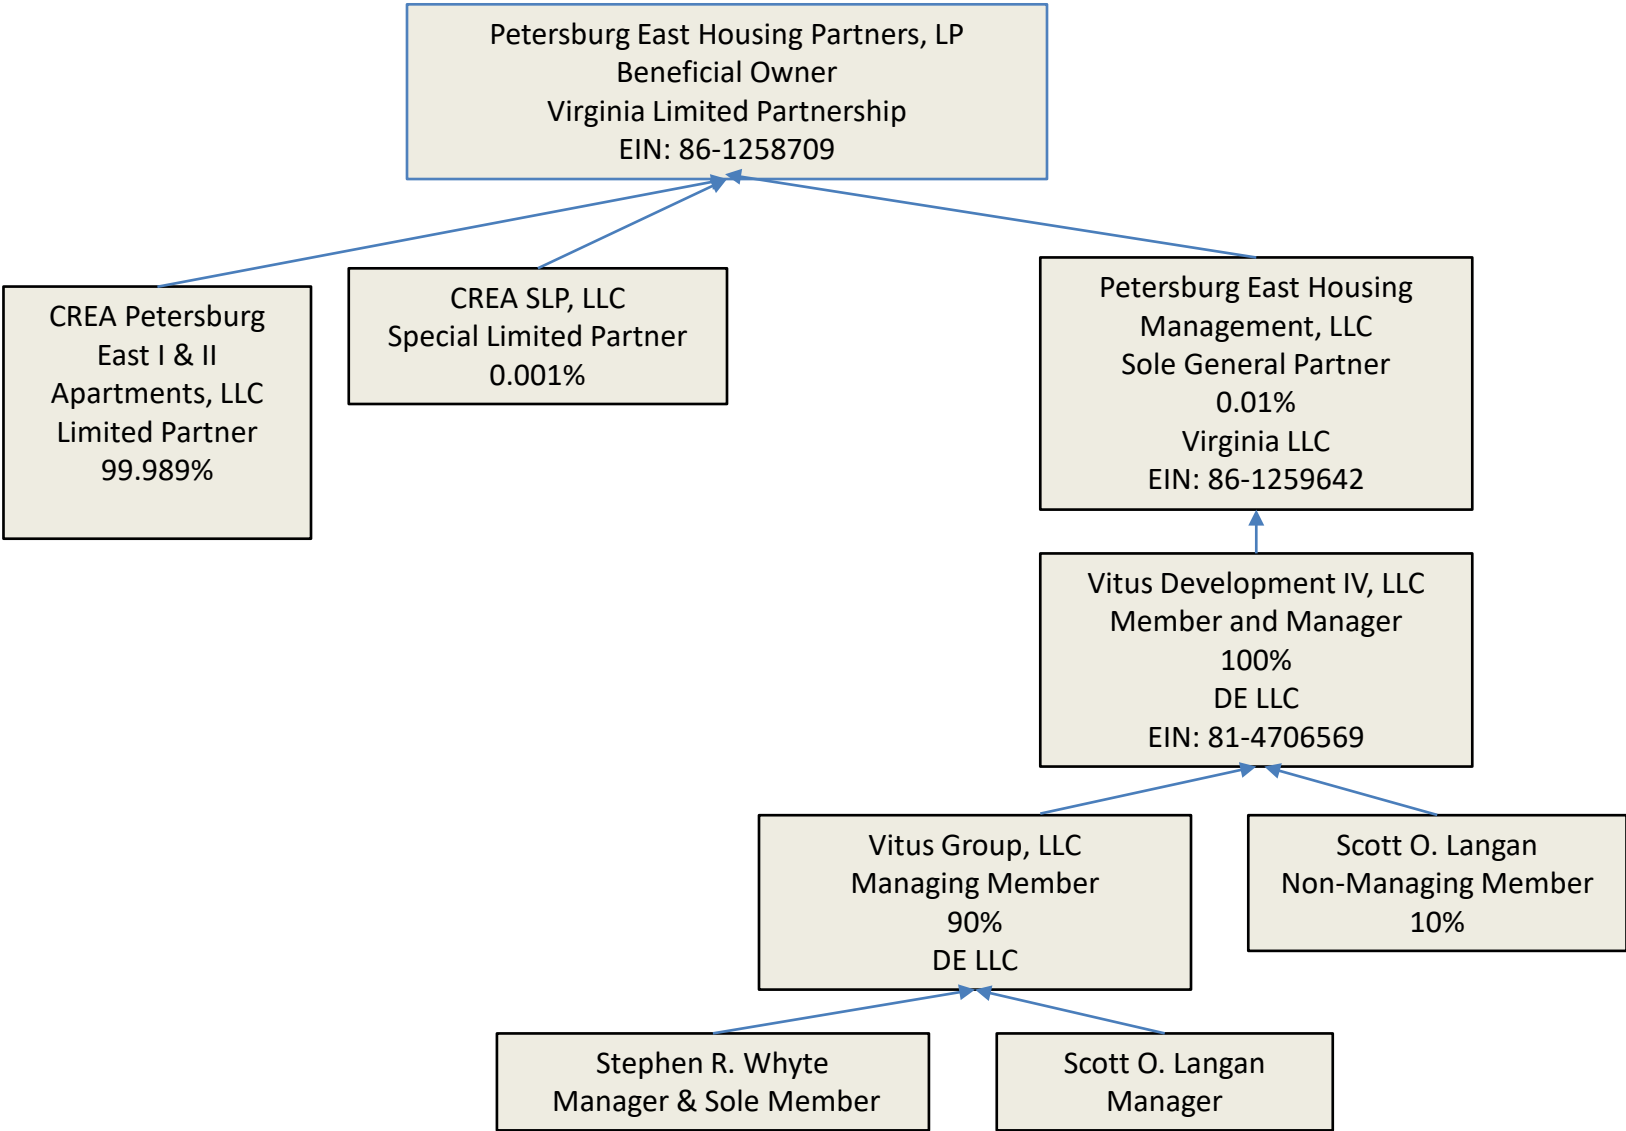 Petersburg East Housing Partners, LP
Beneficial Owner
Virginia Limited Partnership
EIN: 86-1258709
CREA Petersburg
East I & II
Apartments, LLC
Limited Partner
99.989%
CREA SLP, LLC
Special Limited Partner
0.001%
Petersburg East Housing
Management, LLC
Sole General Partner
0.01%
Virginia LLC
EIN: 86-1259642
Vitus Development IV, LLC
Member and Manager
100%
DE LLC
EIN: 81-4706569
Vitus Group, LLC
Managing Member
90%
DE LLC
Scott O. Langan
Non-Managing Member
10%
Stephen R. Whyte
Manager & Sole Member
Scott O. Langan
Manager